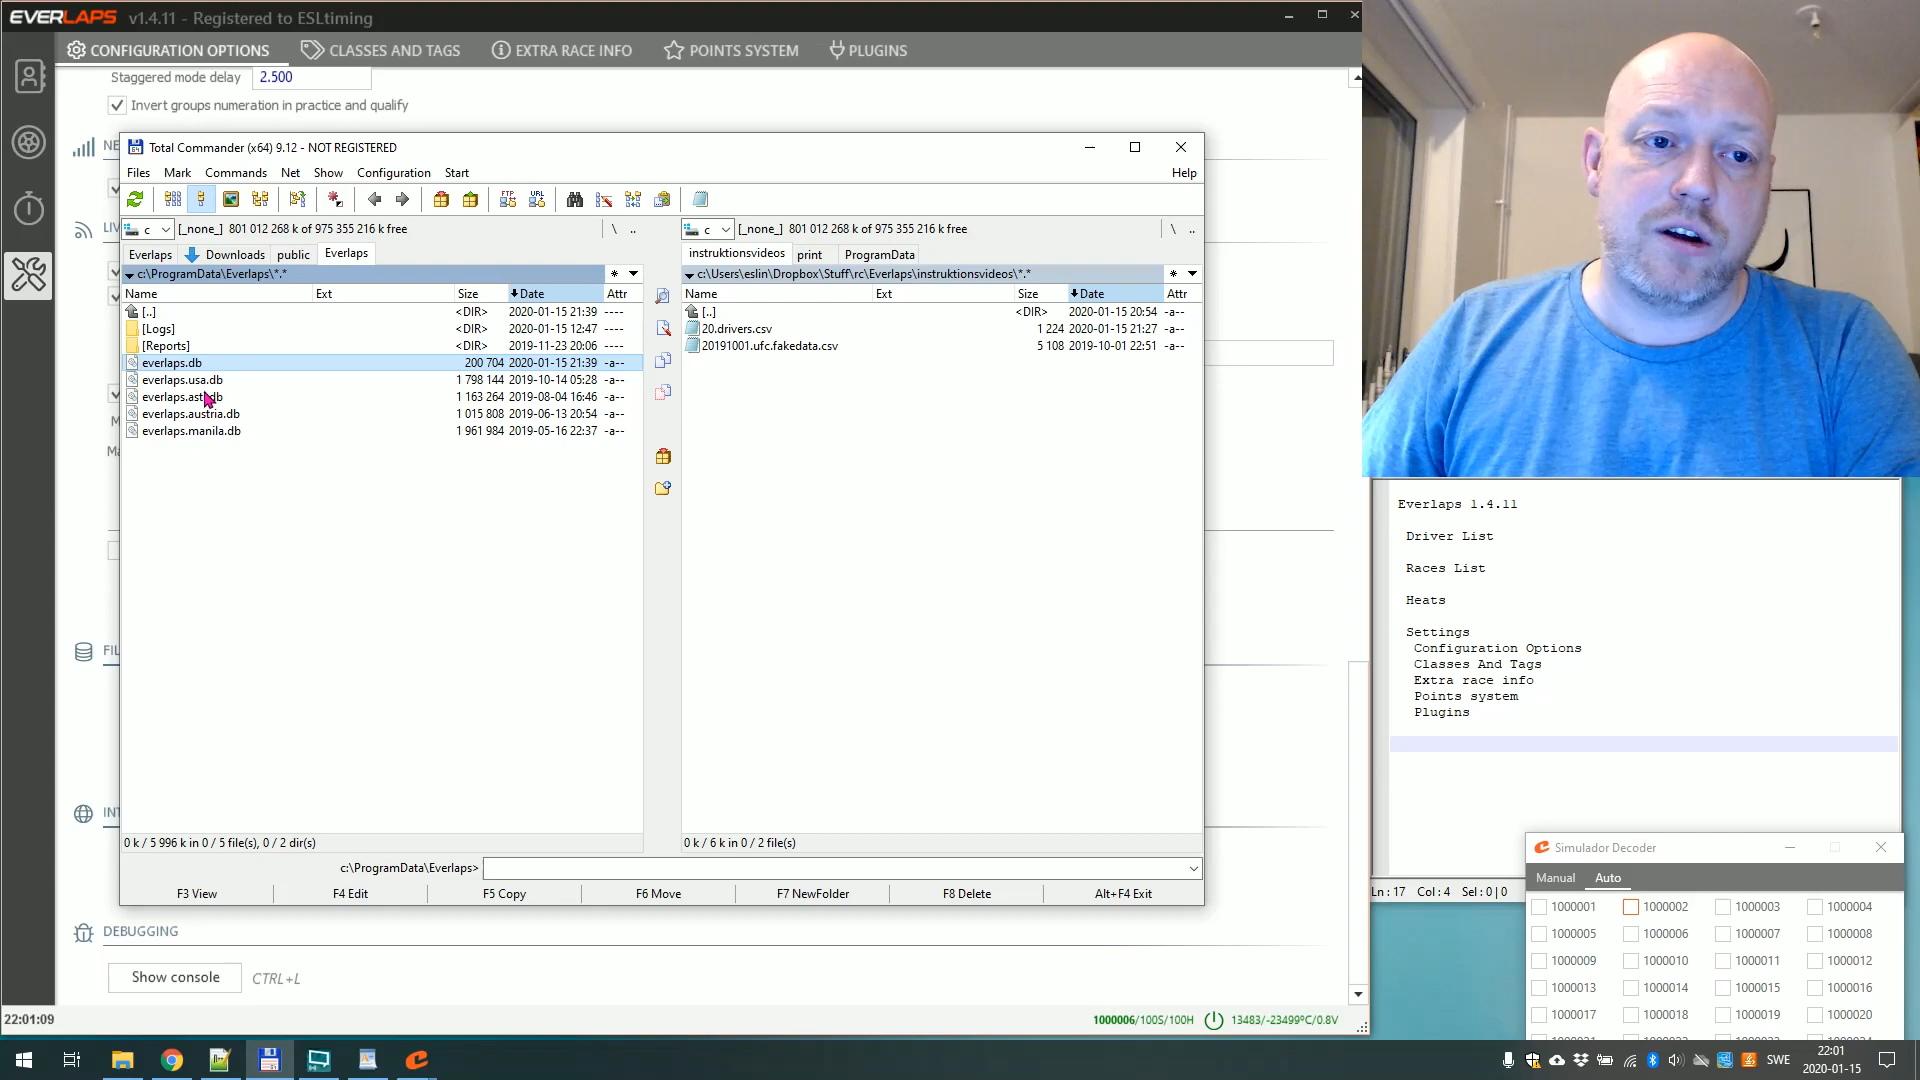 EVERLAPS v1.4.11 - Registered to ESLtiming
CONFIGURATION OPTIONS CLASSES AND TAGS EXTRA RACE INFO POINTS SYSTEM PLUGINS
Staggered mode delay 2.500
Invert groups numeration in practice and qualify
NE
Total Commander (x64) 9.12 - NOT REGISTERED
Files Mark Commands Net Show Configuration Start Help
LIV
c [_none_] 801 012 268 k of 975 355 216 k free \ ..
c [_none_] 801 012 268 k of 975 355 216 k free \ ..
Everlaps Downloads public Everlaps
instruktionsvideos print ProgramData
c:\ProgramData\Everlaps\*.* *
c:\Users\eslin\Dropbox\Stuff\rc\Everlaps\instruktionsvideos\*.* *
Name Ext Size Date Attr
[..] <DIR> 2020-01-15 21:39 ----
[Logs] <DIR> 2020-01-15 12:47 ----
[Reports] <DIR> 2019-11-23 20:06 ----
everlaps.db 200 704 2020-01-15 21:39 -a--
everlaps.usa.db 1 798 144 2019-10-14 05:28 -a--
1 163 264 2019-08-04 16:46 -a--
everlaps.austria.db 1 015 808 2019-06-13 20:54 -a--
everlaps.manila.db 1 961 984 2019-05-16 22:37 -a--
Name Ext Size Date Attr
[..] <DIR> 2020-01-15 20:54 -a--
20.drivers.csv 1 224 2020-01-15 21:27 -a--
20191001.ufc.fakedata.csv 5 108 2019-10-01 22:51 -a--
0 k / 5 996 k in 0 / 5 file(s), 0 / 2 dir(s)
0 k / 6 k in 0 / 2 file(s)
c:\ProgramData\Everlaps>
F3 View F4 Edit F5 Copy F6 Move F7 NewFolder F8 Delete Alt+F4 Exit
FIL
INT
DEBUGGING
Show console CTRL+L
22:01:09
1000006/100S/100H 13483/-23499ºC/0.8V
Everlaps 1.4.11
Driver List
Races List
Heats
Settings
Configuration Options
Classes And Tags
Extra race info
Points system
Plugins
Ln : 17 Col : 4 Sel : 0 | 0
Simulador Decoder
Manual Auto
1000001 1000002 1000003 1000004
1000005 1000006 1000007 1000008
1000009 1000010 1000011 1000012
1000013 1000014 1000015 1000016
1000017 1000018 1000019 1000020
SWE
22:01
2020-01-15